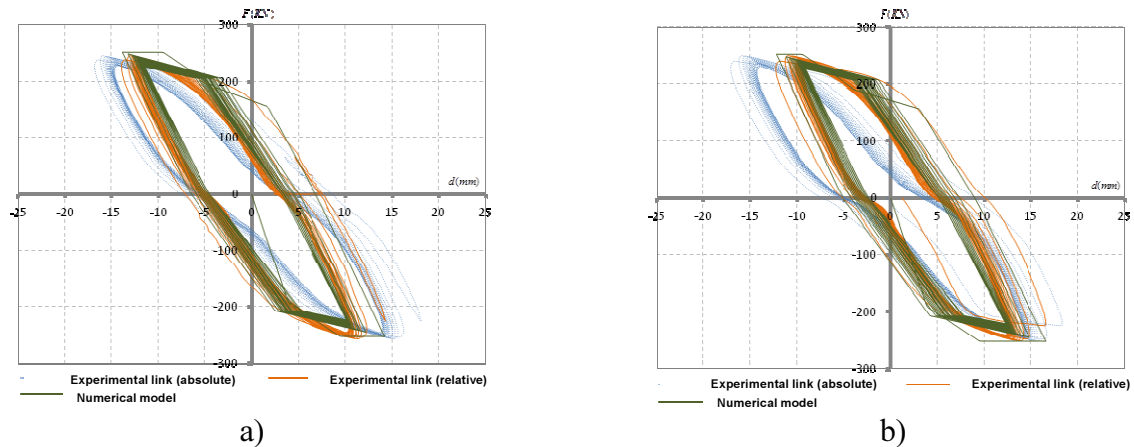 F(KN)
300
200
100
0
-100
-200
-300
-25 -20 -15 -10 -5 0 5 10 15 20 25
d(mm)
Experimental link (absolute) Experimental link (relative)
Numerical model
a)
F(KN)
300
200
100
0
-100
-200
-300
-25 -20 -15 -10 -5 0 5 10 15 20 25
d(mm)
Experimental link (absolute) Experimental link (relative)
Numerical model
b)